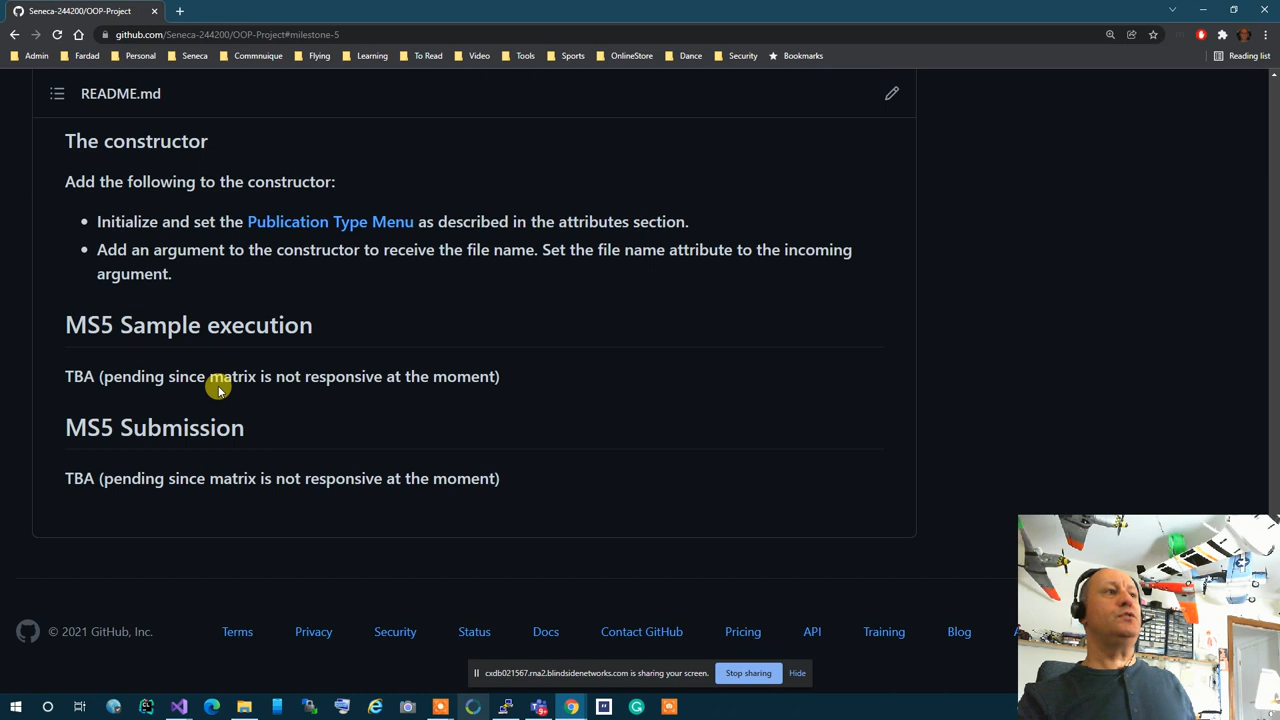 Seneca-244200/OOP-Project
github.com/Seneca-244200/OOP-Project#milestone-5
Admin Fardad Personal Seneca Commnuique Flying Learning To Read Video Tools Sports OnlineStore Dance Security Bookmarks Reading list
README.md
The constructor
Add the following to the constructor:
Initialize and set the Publication Type Menu as described in the attributes section.
Add an argument to the constructor to receive the file name. Set the file name attribute to the incoming
argument.
MS5 Sample execution
TBA (pending since matrix is not responsive at the moment)
MS5 Submission
TBA (pending since matrix is not responsive at the moment)
© 2021 GitHub, Inc. Terms Privacy Security Status Docs Contact GitHub Pricing API Training Blog
cxdb021567.rna2.blindsidenetworks.com is sharing your screen. Stop sharing Hide